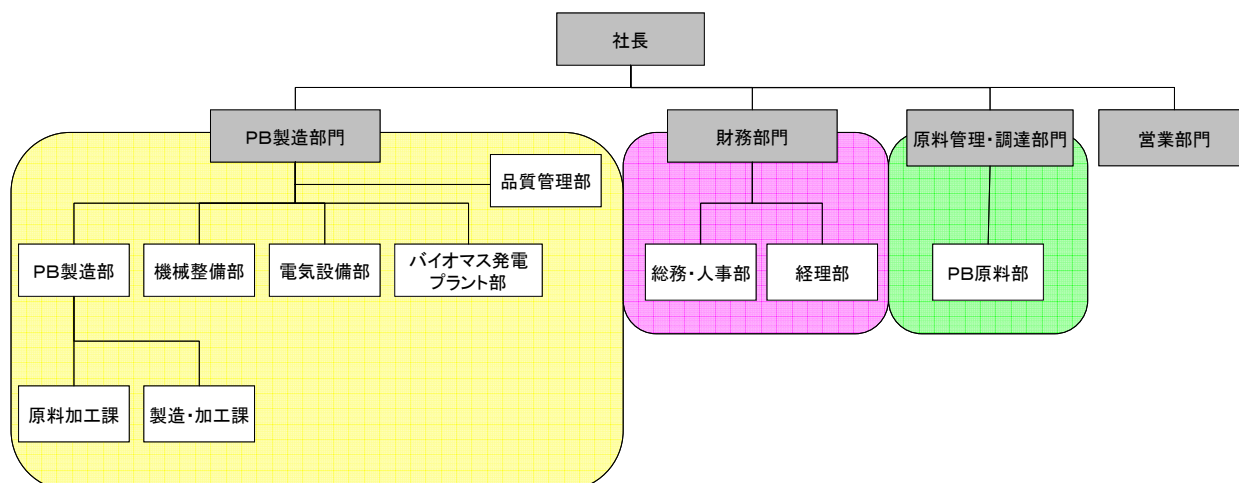 社長
PB製造部門
財務部門
原料管理・調達部門
営業部門
品質管理部
PB製造部
機械整備部
電気設備部
バイオマス発電
プラント部
総務・人事部
経理部
PB原料部
原料加工課
製造・加工課